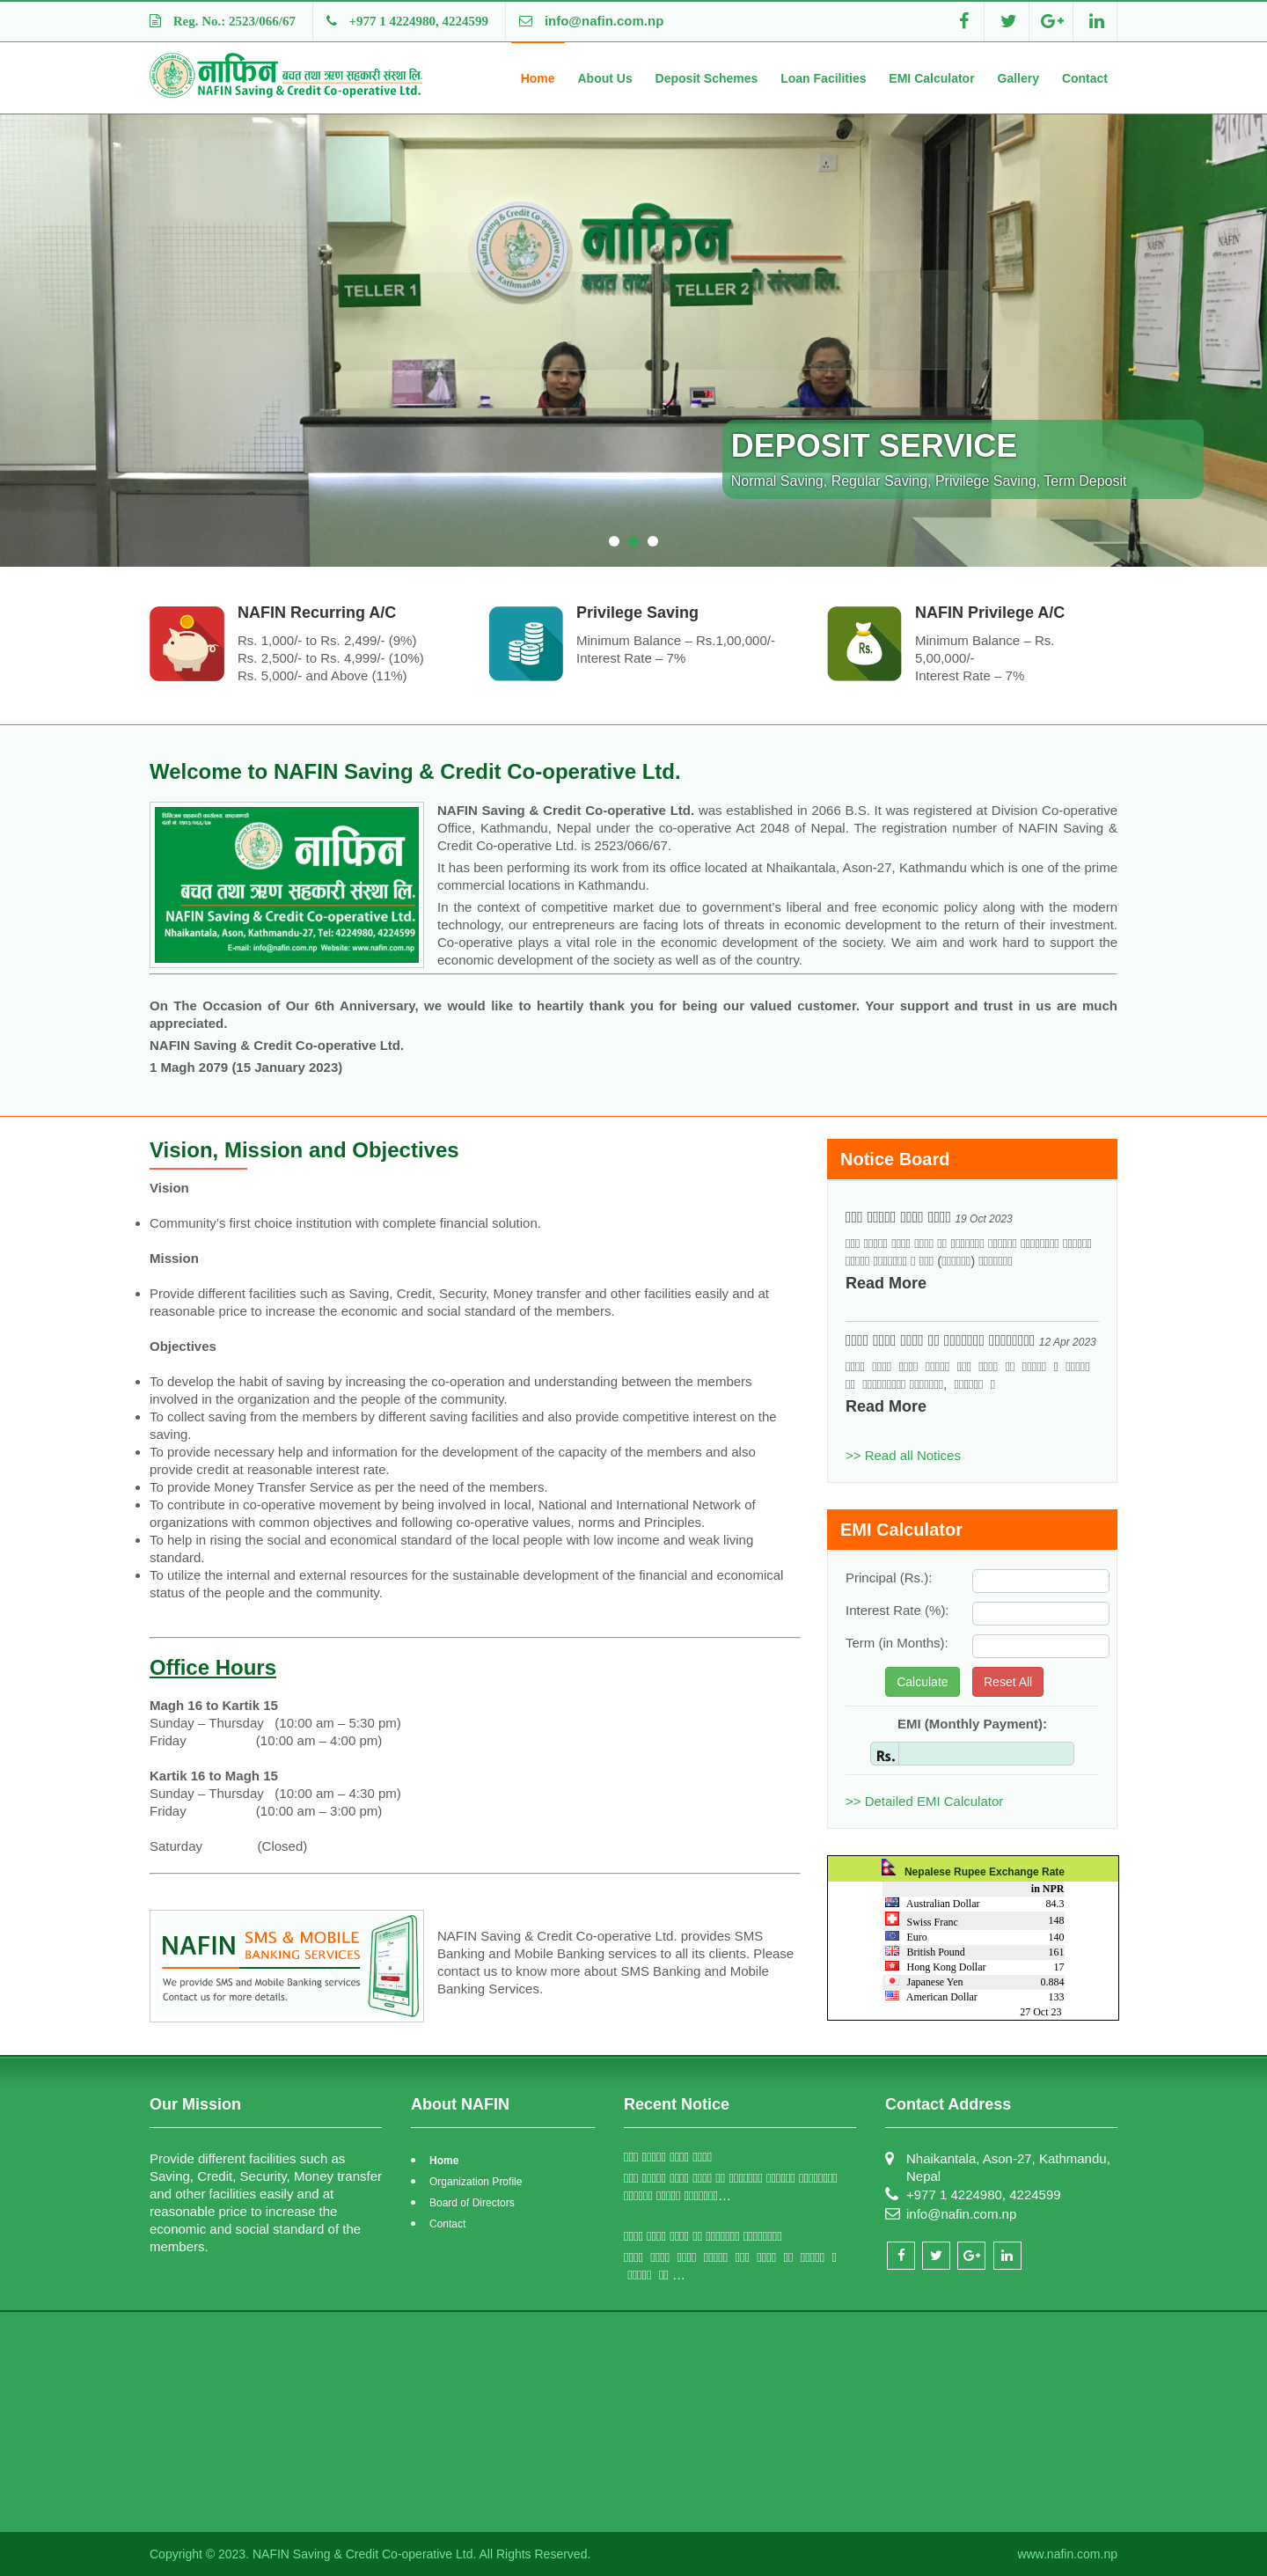 Reg. No.: 2523/066/67
+977 1 4224980, 4224599
info@nafin.com.np
नाफिन बचत तथा ऋण सहकारी संस्था लि.
NAFIN Saving & Credit Co-operative Ltd.
Home
About Us
Deposit Schemes
Loan Facilities
EMI Calculator
Gallery
Contact
NAFIN Saving & Credit Co-operative Ltd.
2066
Kathmandu
नाफिन
बचत तथा सहकारी संस्था लि.
TELLER 1
TELLER 2
DEPOSIT SERVICE
Normal Saving, Regular Saving, Privilege Saving, Term Deposit
NAFIN Recurring A/C
Rs. 1,000/- to Rs. 2,499/- (9%)
Rs. 2,500/- to Rs. 4,999/- (10%)
Rs. 5,000/- and Above (11%)
Privilege Saving
Minimum Balance – Rs.1,00,000/-
Interest Rate – 7%
Rs.
NAFIN Privilege A/C
Minimum Balance – Rs.
5,00,000/-
Interest Rate – 7%
Welcome to NAFIN Saving & Credit Co-operative Ltd.
नाफिन
बचत तथा ऋण सहकारी संस्था लि.
NAFIN Saving & Credit Co-operative Ltd.
Nhaikantala, Ason, Kathmandu-27, Tel: 4224980, 4224599
E-mail: info@nafin.com.np Website: www.nafin.com.np
NAFIN Saving & Credit Co-operative Ltd. was established in 2066 B.S. It was registered at Division Co-operative
Office, Kathmandu, Nepal under the co-operative Act 2048 of Nepal. The registration number of NAFIN Saving &
Credit Co-operative Ltd. is 2523/066/67.
It has been performing its work from its office located at Nhaikantala, Ason-27, Kathmandu which is one of the prime
commercial locations in Kathmandu.
In the context of competitive market due to government’s liberal and free economic policy along with the modern
technology, our entrepreneurs are facing lots of threats in economic development to the return of their investment.
Co-operative plays a vital role in the economic development of the society. We aim and work hard to support the
economic development of the society as well as of the country.
On The Occasion of Our 6th Anniversary, we would like to heartily thank you for being our valued customer. Your support and trust in us are much
appreciated.
NAFIN Saving & Credit Co-operative Ltd.
1 Magh 2079 (15 January 2023)
Vision, Mission and Objectives
Vision
Community’s first choice institution with complete financial solution.
Mission
Provide different facilities such as Saving, Credit, Security, Money transfer and other facilities easily and at
reasonable price to increase the economic and social standard of the members.
Objectives
To develop the habit of saving by increasing the co-operation and understanding between the members
involved in the organization and the people of the community.
To collect saving from the members by different saving facilities and also provide competitive interest on the
saving.
To provide necessary help and information for the development of the capacity of the members and also
provide credit at reasonable interest rate.
To provide Money Transfer Service as per the need of the members.
To contribute in co-operative movement by being involved in local, National and International Network of
organizations with common objectives and following co-operative values, norms and Principles.
To help in rising the social and economical standard of the local people with low income and weak living
standard.
To utilize the internal and external resources for the sustainable development of the financial and economical
status of the people and the community.
Office Hours
Magh 16 to Kartik 15
Sunday – Thursday (10:00 am – 5:30 pm)
Friday (10:00 am – 4:00 pm)
Kartik 16 to Magh 15
Sunday – Thursday (10:00 am – 4:30 pm)
Friday (10:00 am – 3:00 pm)
Saturday (Closed)
NAFIN SMS & MOBILE
BANKING SERVICES
We provide SMS and Mobile Banking services
Contact us for more details.
NAFIN Saving & Credit Co-operative Ltd. provides SMS
Banking and Mobile Banking services to all its clients. Please
contact us to know more about SMS Banking and Mobile
Banking Services.
Notice Board
19 Oct 2023
Read More
12 Apr 2023
Read More
>> Read all Notices
EMI Calculator
Principal (Rs.):
Interest Rate (%):
Term (in Months):
Calculate
Reset All
EMI (Monthly Payment):
Rs.
>> Detailed EMI Calculator
Nepalese Rupee Exchange Rate
in NPR
Australian Dollar 84.3
Swiss Franc 148
Euro 140
British Pound 161
Hong Kong Dollar 17
Japanese Yen 0.884
American Dollar 133
27 Oct 23
Our Mission
Provide different facilities such as
Saving, Credit, Security, Money transfer
and other facilities easily and at
reasonable price to increase the
economic and social standard of the
members.
About NAFIN
Home
Organization Profile
Board of Directors
Contact
Recent Notice
Contact Address
Nhaikantala, Ason-27, Kathmandu,
Nepal
+977 1 4224980, 4224599
info@nafin.com.np
Copyright © 2023. NAFIN Saving & Credit Co-operative Ltd. All Rights Reserved.
www.nafin.com.np